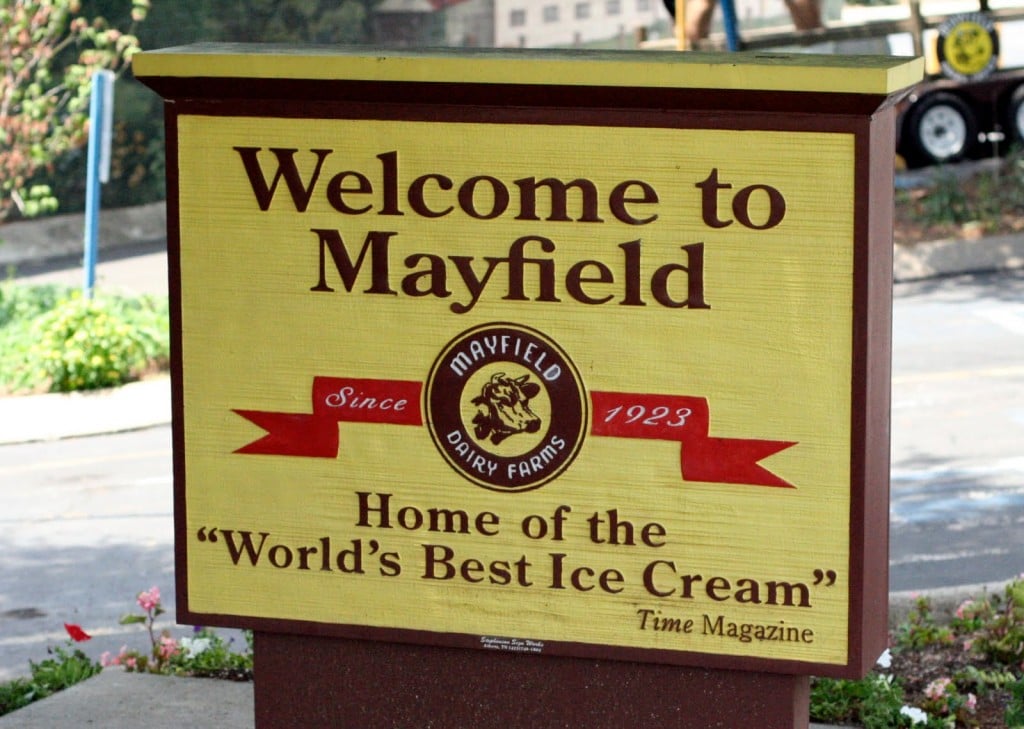 Welcome to
Mayfield
MAYFIELD
Since
1923
DAIRY FARMS
Home of the
“World’s Best Ice Cream”
Time Magazine